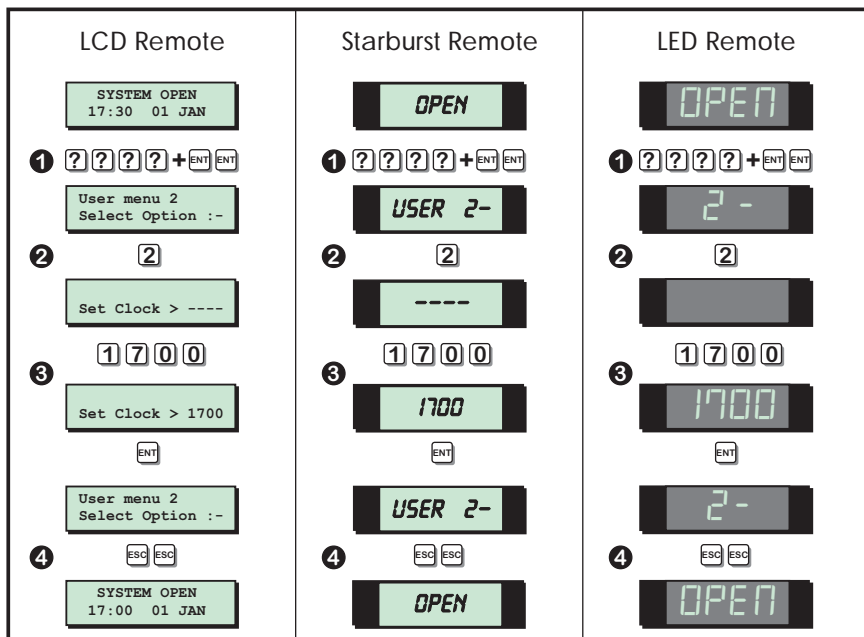 LCD Remote
SYSTEM OPEN
17:30 01 JAN
1 ? ? ? ? + ENT ENT
User menu 2
Select Option :-
2 2
Set Clock > ----
1 7 0 0
3
Set Clock > 1700
ENT
User menu 2
Select Option :-
4 ESC ESC
SYSTEM OPEN
17:00 01 JAN
Starburst Remote
OPEN
1 ? ? ? ? + ENT ENT
USER 2-
2 2
----
1 7 0 0
3
1700
ENT
USER 2-
4 ESC ESC
OPEN
LED Remote
OPEN
1 ? ? ? ? + ENT ENT
2 -
2 2
1 7 0 0
3
1700
ENT
2 -
4 ESC ESC
OPEN